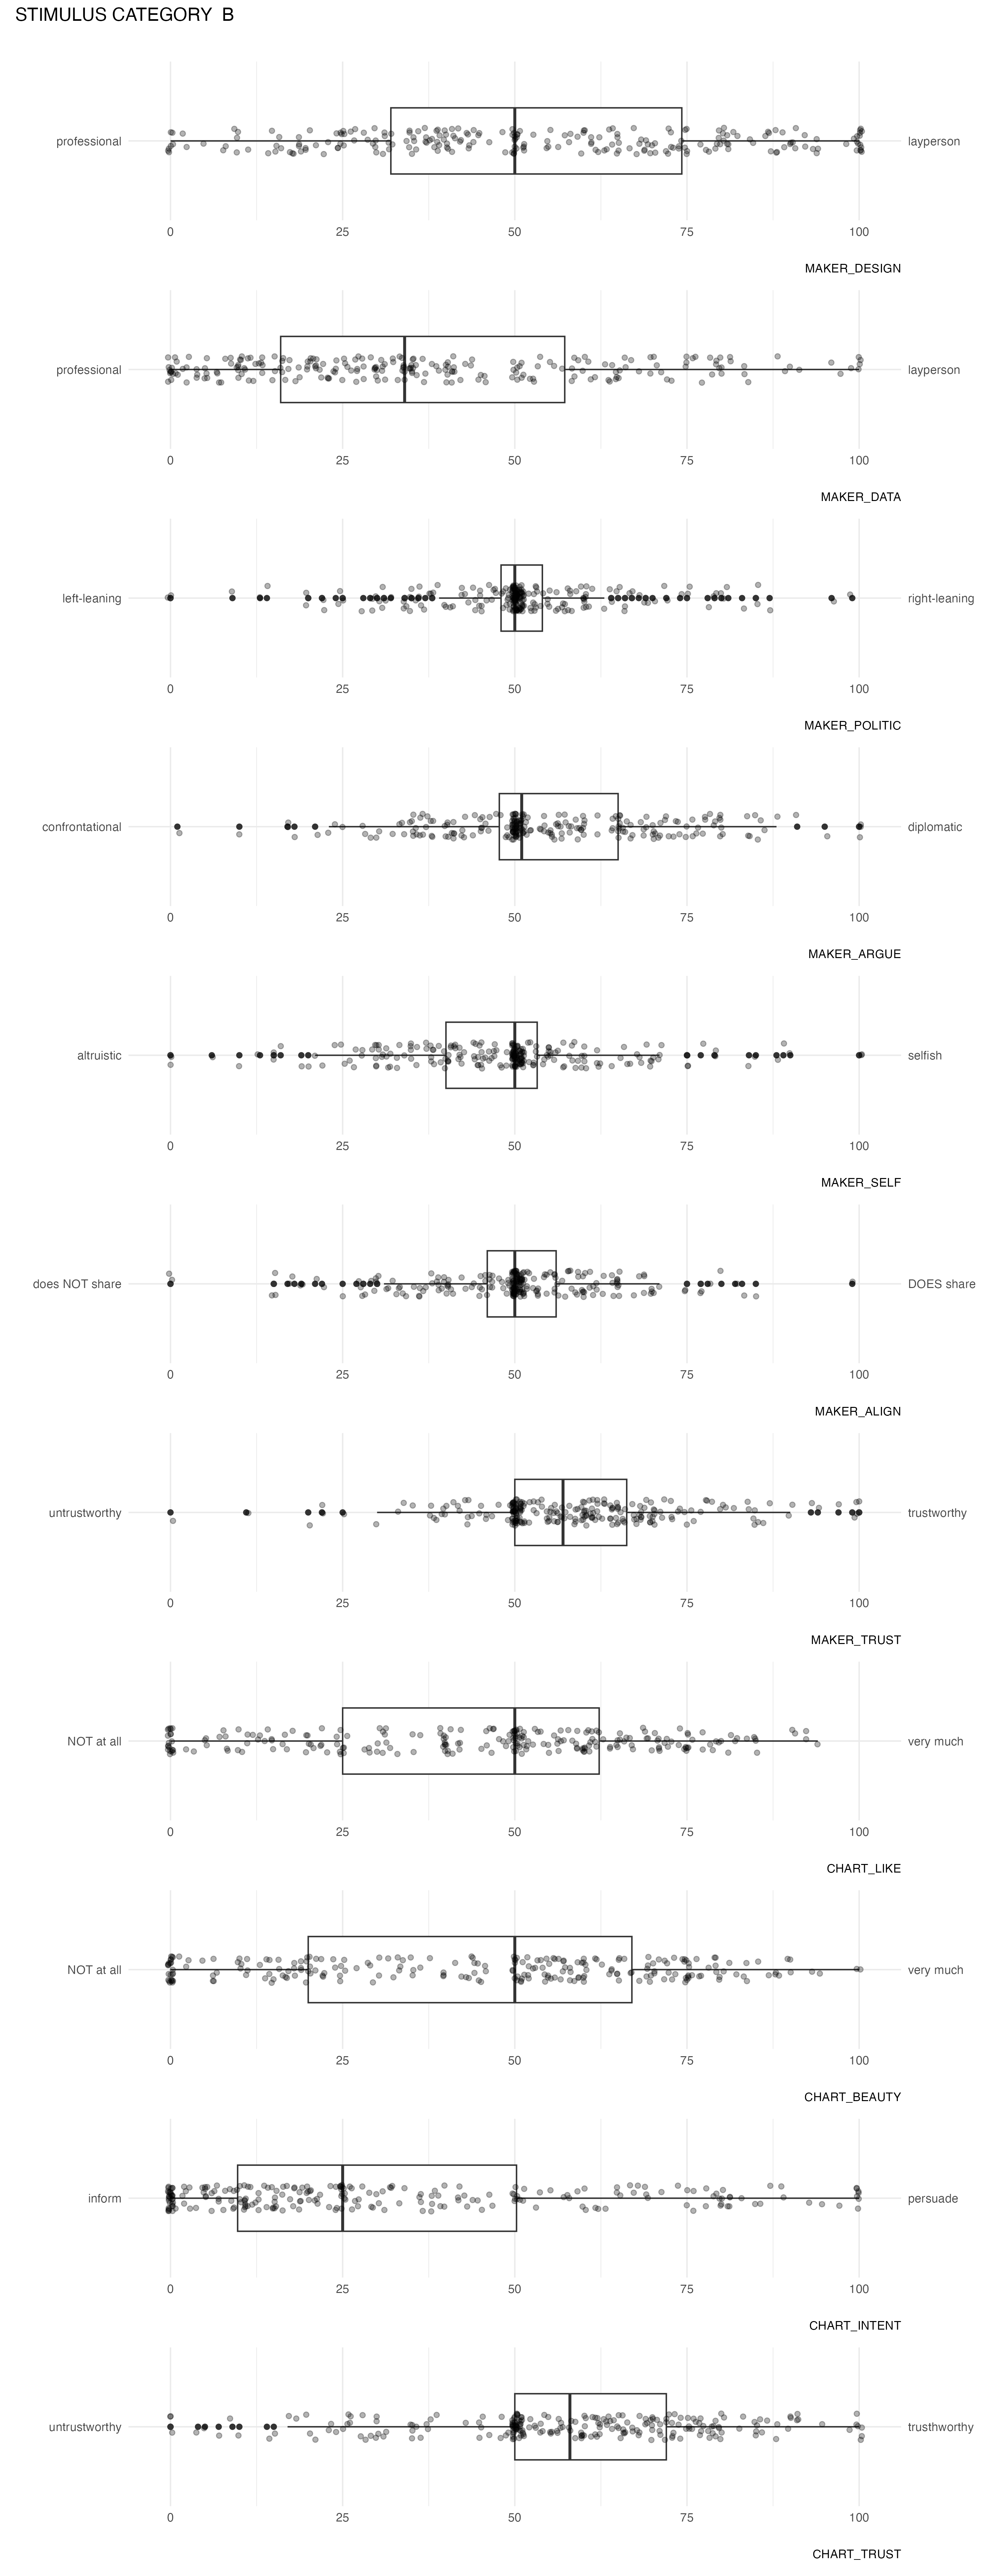 STIMULUS CATEGORY B
professional layperson
0 25 50 75 100
MAKER_DESIGN
professional layperson
0 25 50 75 100
MAKER_DATA
left-leaning right-leaning
0 25 50 75 100
MAKER_POLITIC
confrontational diplomatic
0 25 50 75 100
MAKER_ARGUE
altruistic selfish
0 25 50 75 100
MAKER_SELF
does NOT share DOES share
0 25 50 75 100
MAKER_ALIGN
untrustworthy trustworthy
0 25 50 75 100
MAKER_TRUST
NOT at all very much
0 25 50 75 100
CHART_LIKE
NOT at all very much
0 25 50 75 100
CHART_BEAUTY
inform persuade
0 25 50 75 100
CHART_INTENT
untrustworthy trusthworthy
0 25 50 75 100
CHART_TRUST